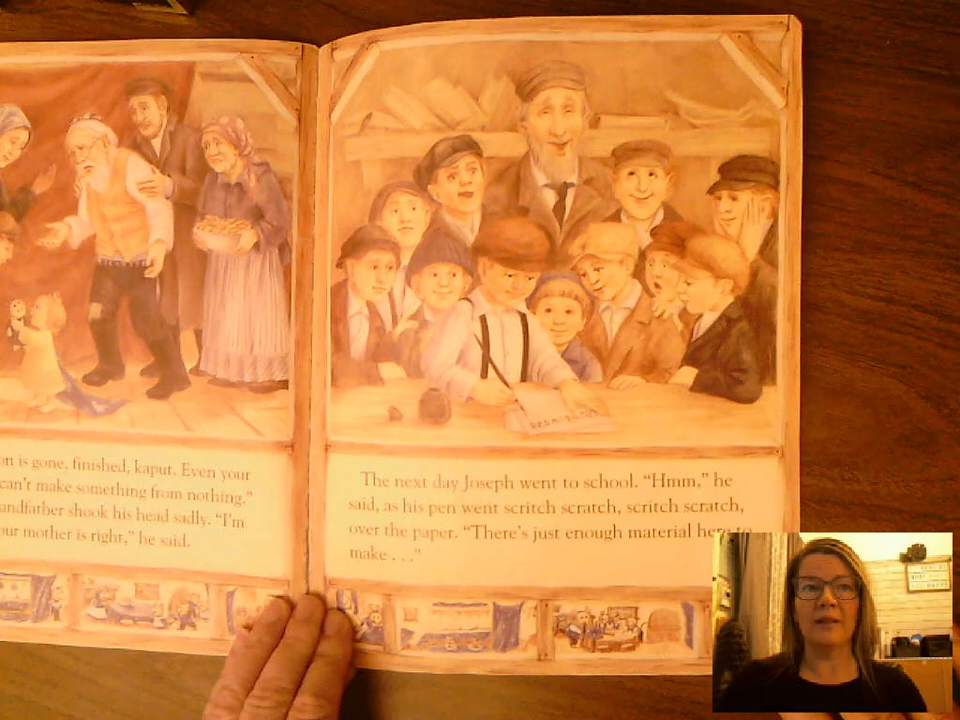 on is gone, finished, kaput. Even your
can't make something from nothing."
andfather shook his head sadly. "I'm
our mother is right," he said.
The next day Joseph went to school. "Hmm," he
said, as his pen went scritch scratch, scritch scratch,
over the paper. "There's just enough material here to
make . . ."